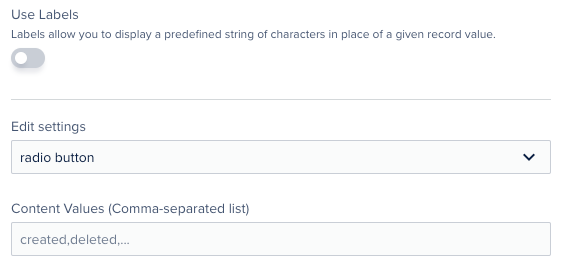 Use Labels
Labels allow you to display a predefined string of characters in place of a given record value.
Edit settings
radio button
Content Values (Comma-separated list)
created,deleted,...